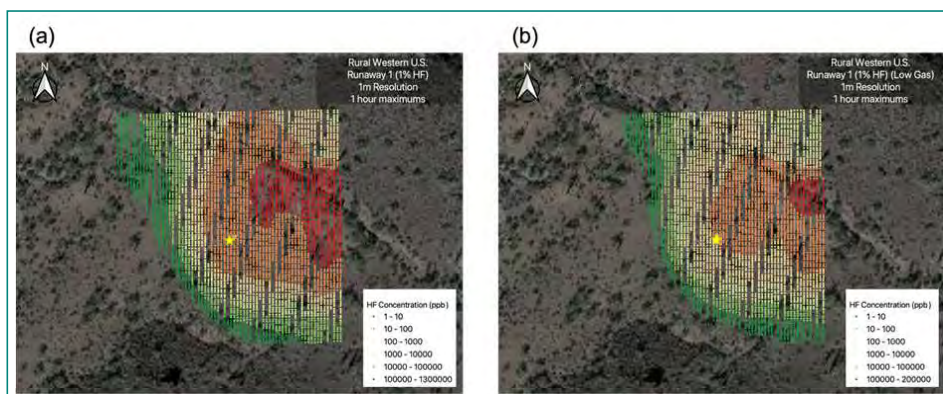 (a)
N
Rural Western U.S.
Runaway 1 (1% HF)
1m Resolution
1 hour maximums
HF Concentration (ppb)
1 - 10
10 - 100
100 - 1000
1000 - 10000
10000 - 100000
100000 - 1300000
(b)
N
Rural Western U.S.
Runaway 1 (1% HF) (Low Gas)
1m Resolution
1 hour maximums
HF Concentration (ppb)
1 - 10
10 - 100
100 - 1000
1000 - 10000
10000 - 100000
100000 - 200000